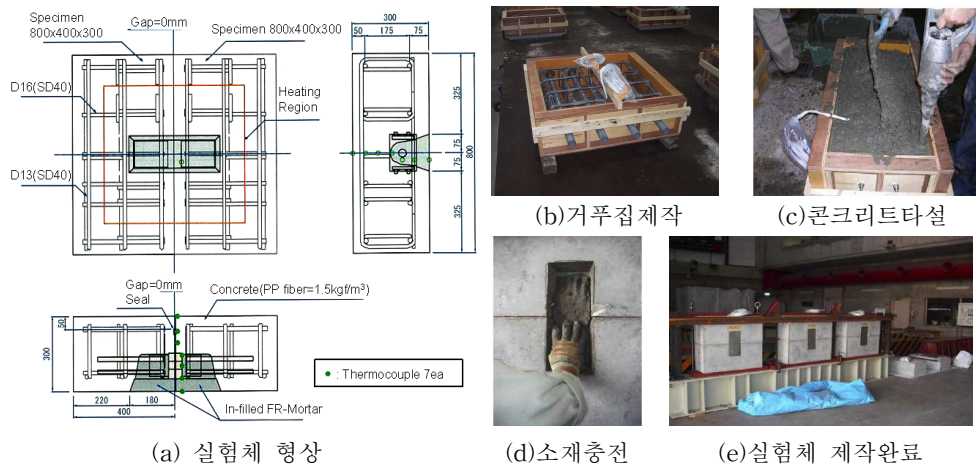 Specimen
800x400x300
Gap=0mm
Specimen 800x400x300
D16(SD40)
Heating
Region
D13(SD40)
300
50 175 75
325
75
75
325
800
Gap=0mm
Seal
Concrete(PP fiber=1.5kgf/m³)
50
300
220 180
400
In-filled FR-Mortar
: Thermocouple 7ea
(a) 실험체 형상
(b)거푸집제작
(c)콘크리트타설
(d)소재충전
(e)실험체 제작완료